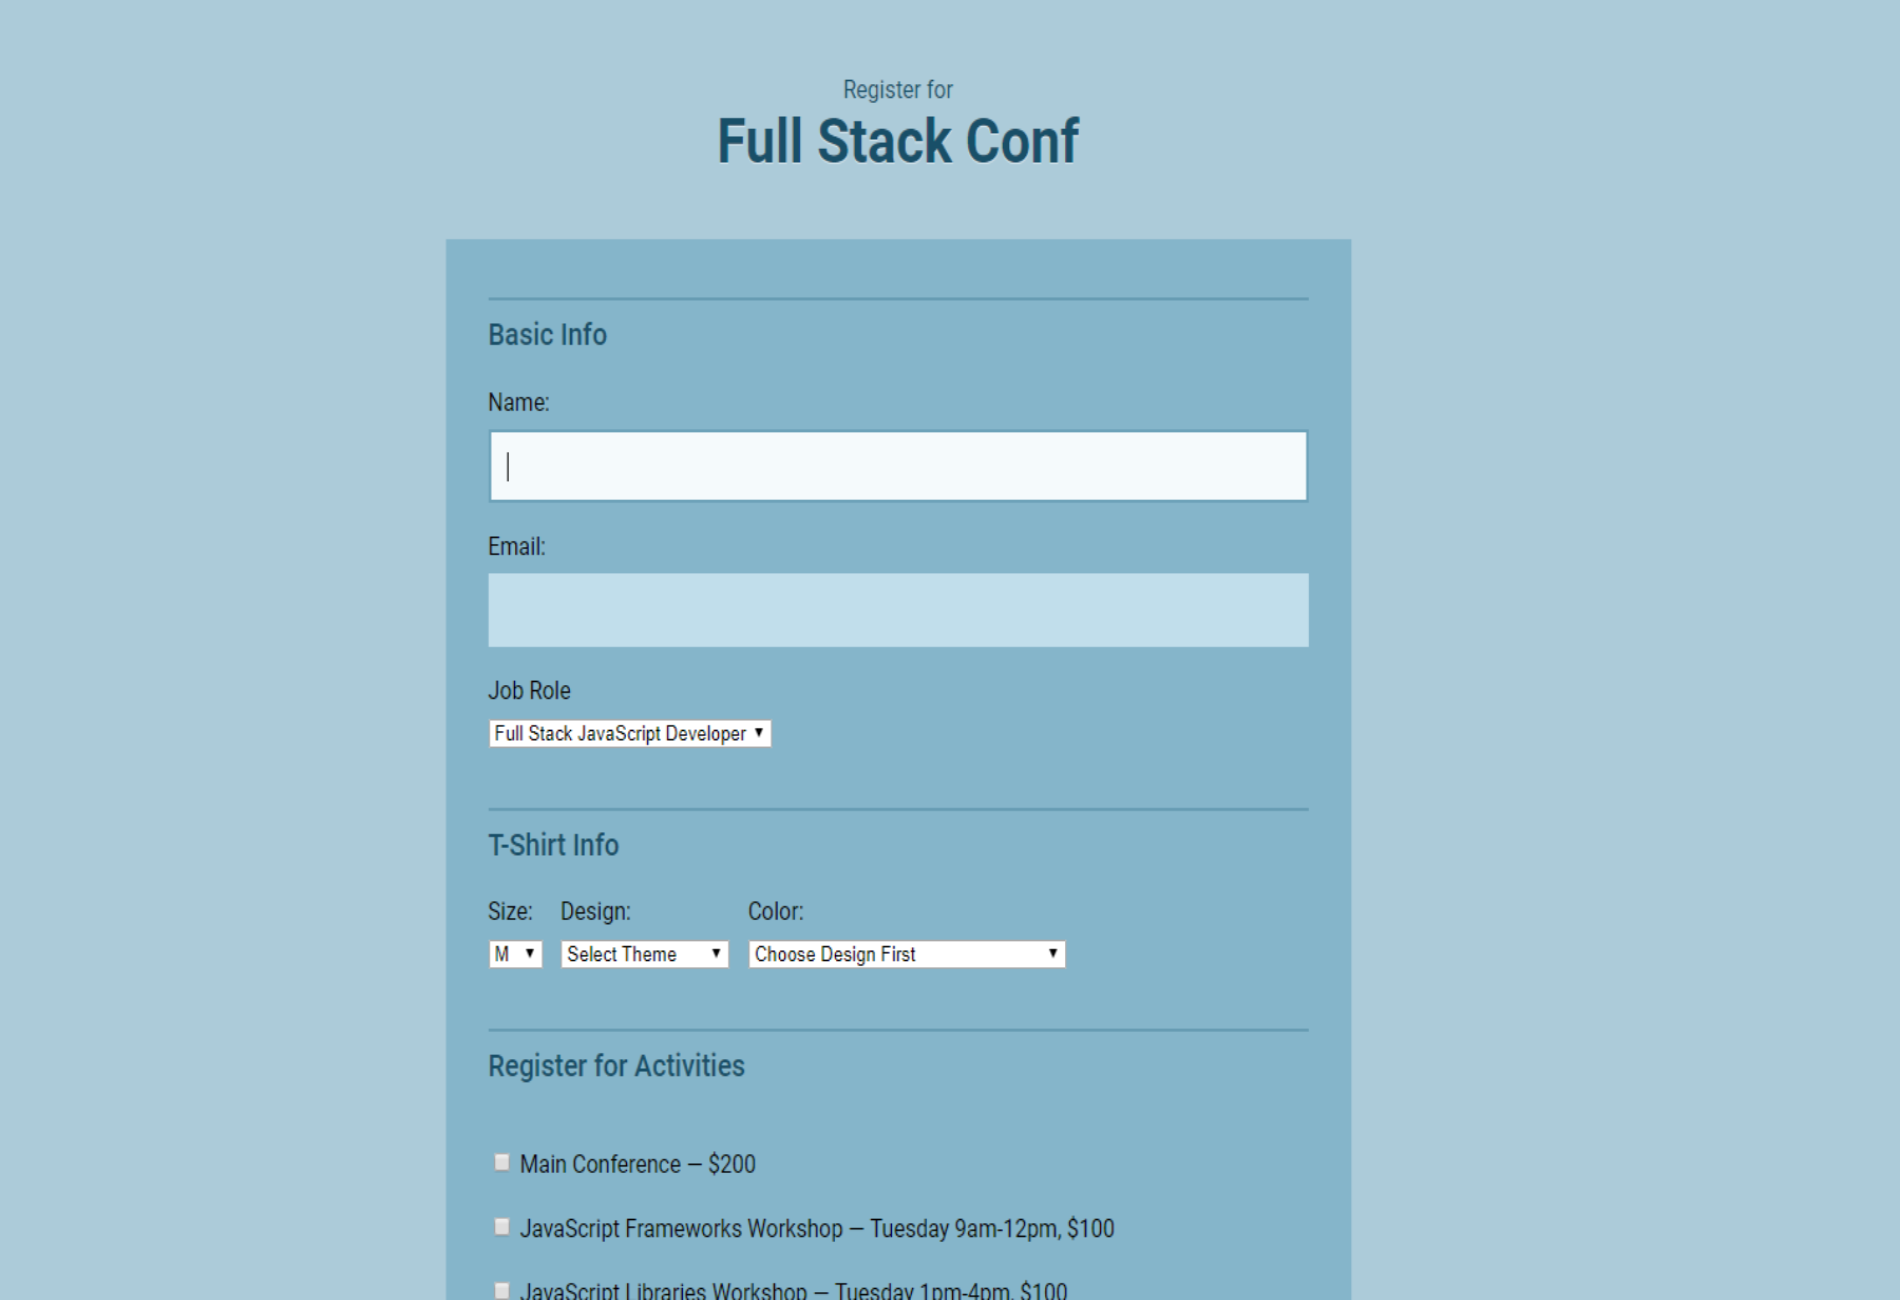 Register for
Full Stack Conf
Basic Info
Name:
Email:
Job Role
Full Stack JavaScript Developer
T-Shirt Info
Size: Design: Color:
M Select Theme Choose Design First
Register for Activities
Main Conference — $200
JavaScript Frameworks Workshop — Tuesday 9am-12pm, $100
JavaScript Libraries Workshop — Tuesday 1pm-4pm, $100